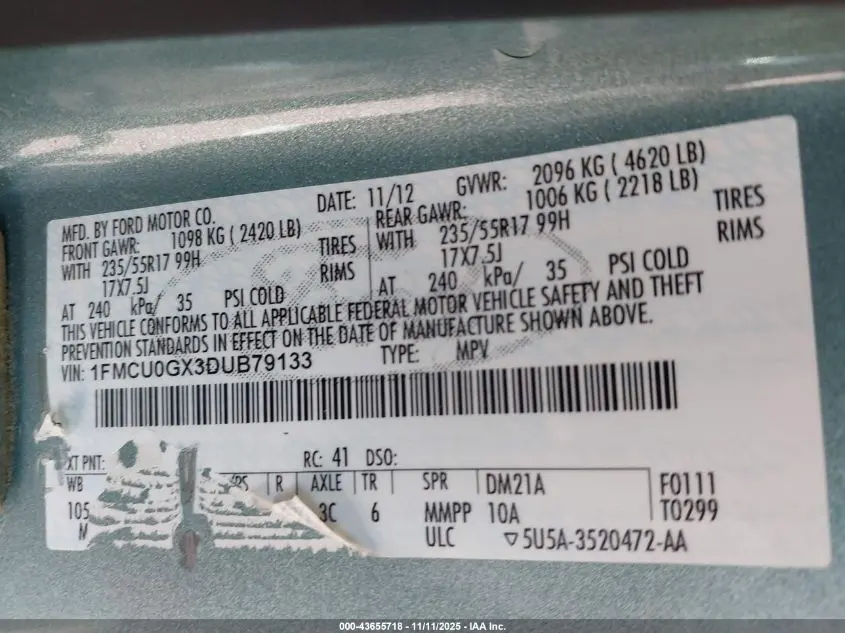 MFD. BY FORD MOTOR CO.
DATE: 11/12
GVWR: 2096 KG ( 4620 LB)
FRONT GAWR: 1098 KG ( 2420 LB)
REAR GAWR: 1006 KG ( 2218 LB)
WITH 235/55R17 99H TIRES
WITH 235/55R17 99H TIRES
17X7.5J RIMS
17X7.5J RIMS
AT 240 kPa/ 35 PSI COLD
AT 240 kPa/ 35 PSI COLD
THIS VEHICLE CONFORMS TO ALL APPLICABLE FEDERAL MOTOR VEHICLE SAFETY AND THEFT
PREVENTION STANDARDS IN EFFECT ON THE DATE OF MANUFACTURE SHOWN ABOVE.
VIN: 1FMCU0GX3DUB79133
TYPE: MPV
XT PNT: RC: 41 DSO:
WB R AXLE TR SPR DM21A F0111
105 3C 6 MMPP 10A T0299
ULC ▽5U5A-3520472-AA
000-43655718 - 11/11/2025 - IAA Inc.